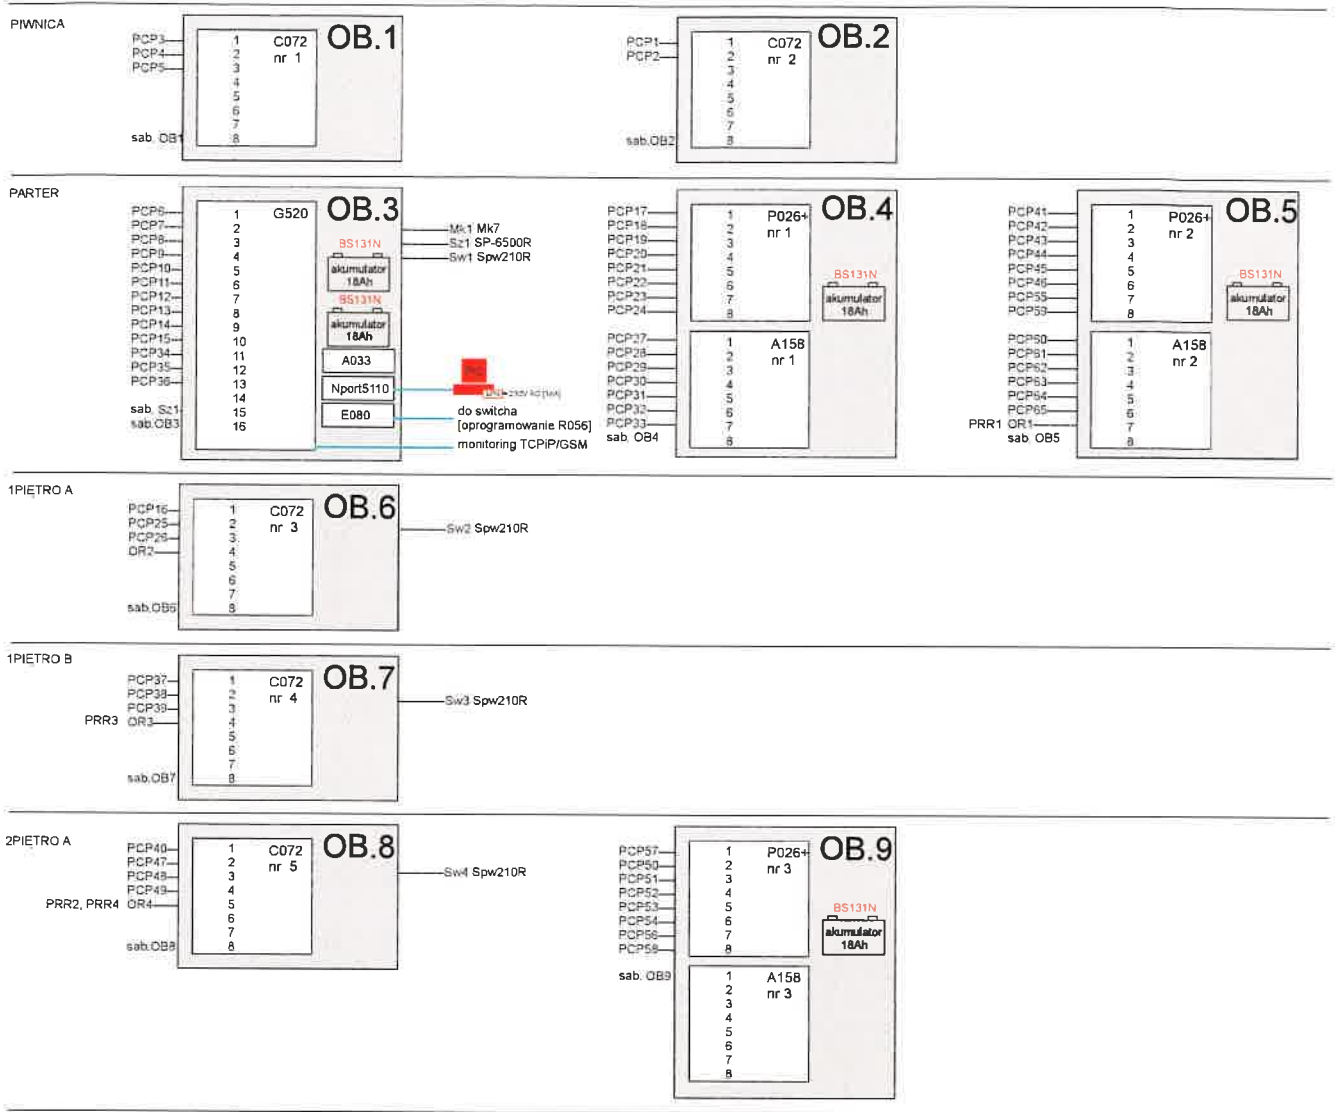 PIWNICA
OB.1
PCP3
PCP4
PCP5
sab. OB1
1 C072
2 nr 1
3
4
5
6
7
8
OB.2
PCP1
PCP2
sab.OB2
1 C072
2 nr 2
3
4
5
6
7
8
PARTER
OB.3
PCP6
PCP7
PCP8
PCP9
PCP10
PCP11
PCP12
PCP13
PCP14
PCP15
PCP34
PCP35
PCP36
sab. Sz1
sab.OB3
1 G520
2
3
4
5
6
7
8
9
10
11
12
13
14
15
16
BS131N
akumulator
18Ah
BS131N
akumulator
18Ah
A033
Nport5110
E080
Mk1 Mk7
Sz1 SP-6500R
Sw1 Spw210R
do switcha
[oprogramowanie R056]
monitoring TCPiP/GSM
OB.4
PCP17
PCP18
PCP19
PCP20
PCP21
PCP22
PCP23
PCP24
1 P026+
2 nr 1
3
4
5
6
7
8
BS131N
akumulator
18Ah
PCP27
PCP28
PCP29
PCP30
PCP31
PCP32
PCP33
sab. OB4
1 A158
2 nr 1
3
4
5
6
7
8
OB.5
PCP41
PCP42
PCP43
PCP44
PCP45
PCP46
PCP55
PCP59
1 P026+
2 nr 2
3
4
5
6
7
8
BS131N
akumulator
18Ah
PCP60
PCP61
PCP62
PCP63
PCP64
PCP65
PRR1 OR1
sab. OB5
1 A158
2 nr 2
3
4
5
6
7
8
1PIĘTRO A
OB.6
PCP16
PCP25
PCP26
OR2
sab.OB6
1 C072
2 nr 3
3
4
5
6
7
8
Sw2 Spw210R
1PIĘTRO B
OB.7
PCP37
PCP38
PCP39
PRR3 OR3
sab.OB7
1 C072
2 nr 4
3
4
5
6
7
8
Sw3 Spw210R
2PIĘTRO A
OB.8
PCP40
PCP47
PCP48
PCP49
PRR2, PRR4 OR4
sab.OB8
1 C072
2 nr 5
3
4
5
6
7
8
Sw4 Spw210R
OB.9
PCP57
PCP50
PCP51
PCP52
PCP53
PCP54
PCP56
PCP58
1 P026+
2 nr 3
3
4
5
6
7
8
BS131N
akumulator
18Ah
sab. OB9
1 A158
2 nr 3
3
4
5
6
7
8